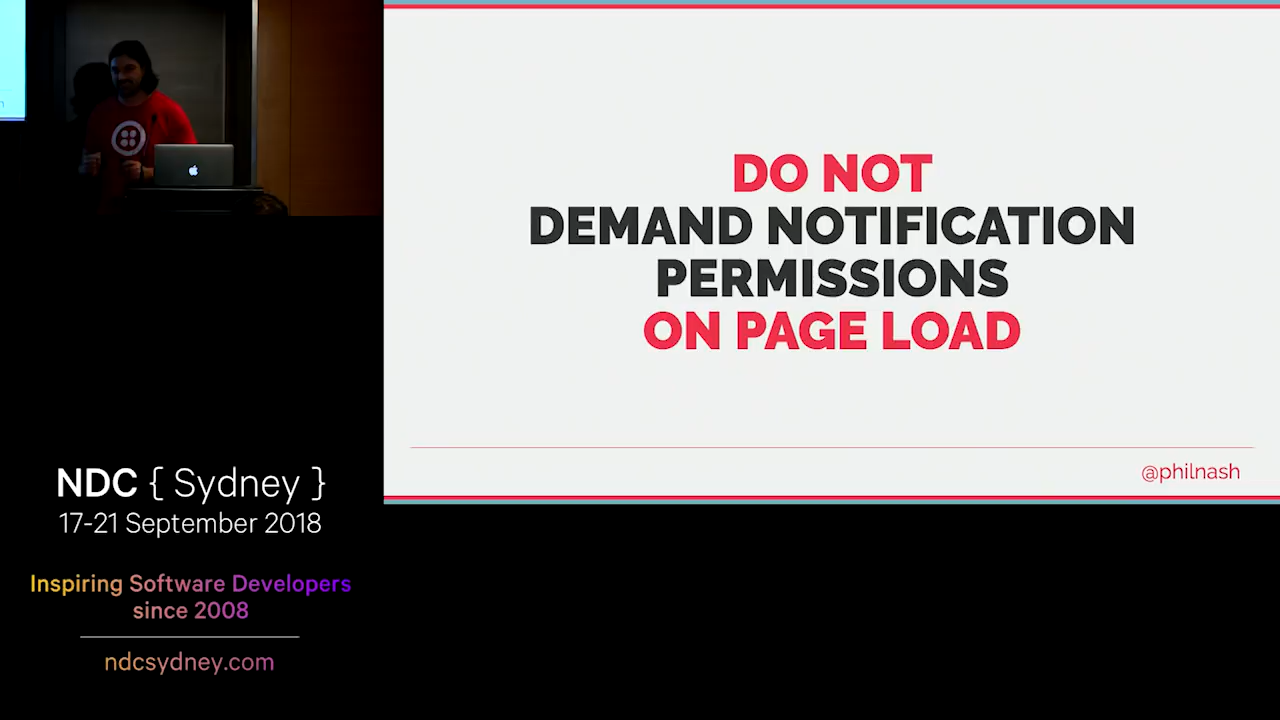 DO NOT
DEMAND NOTIFICATION
PERMISSIONS
ON PAGE LOAD
@philnash
NDC { Sydney }
17-21 September 2018
Inspiring Software Developers
since 2008
ndcsydney.com